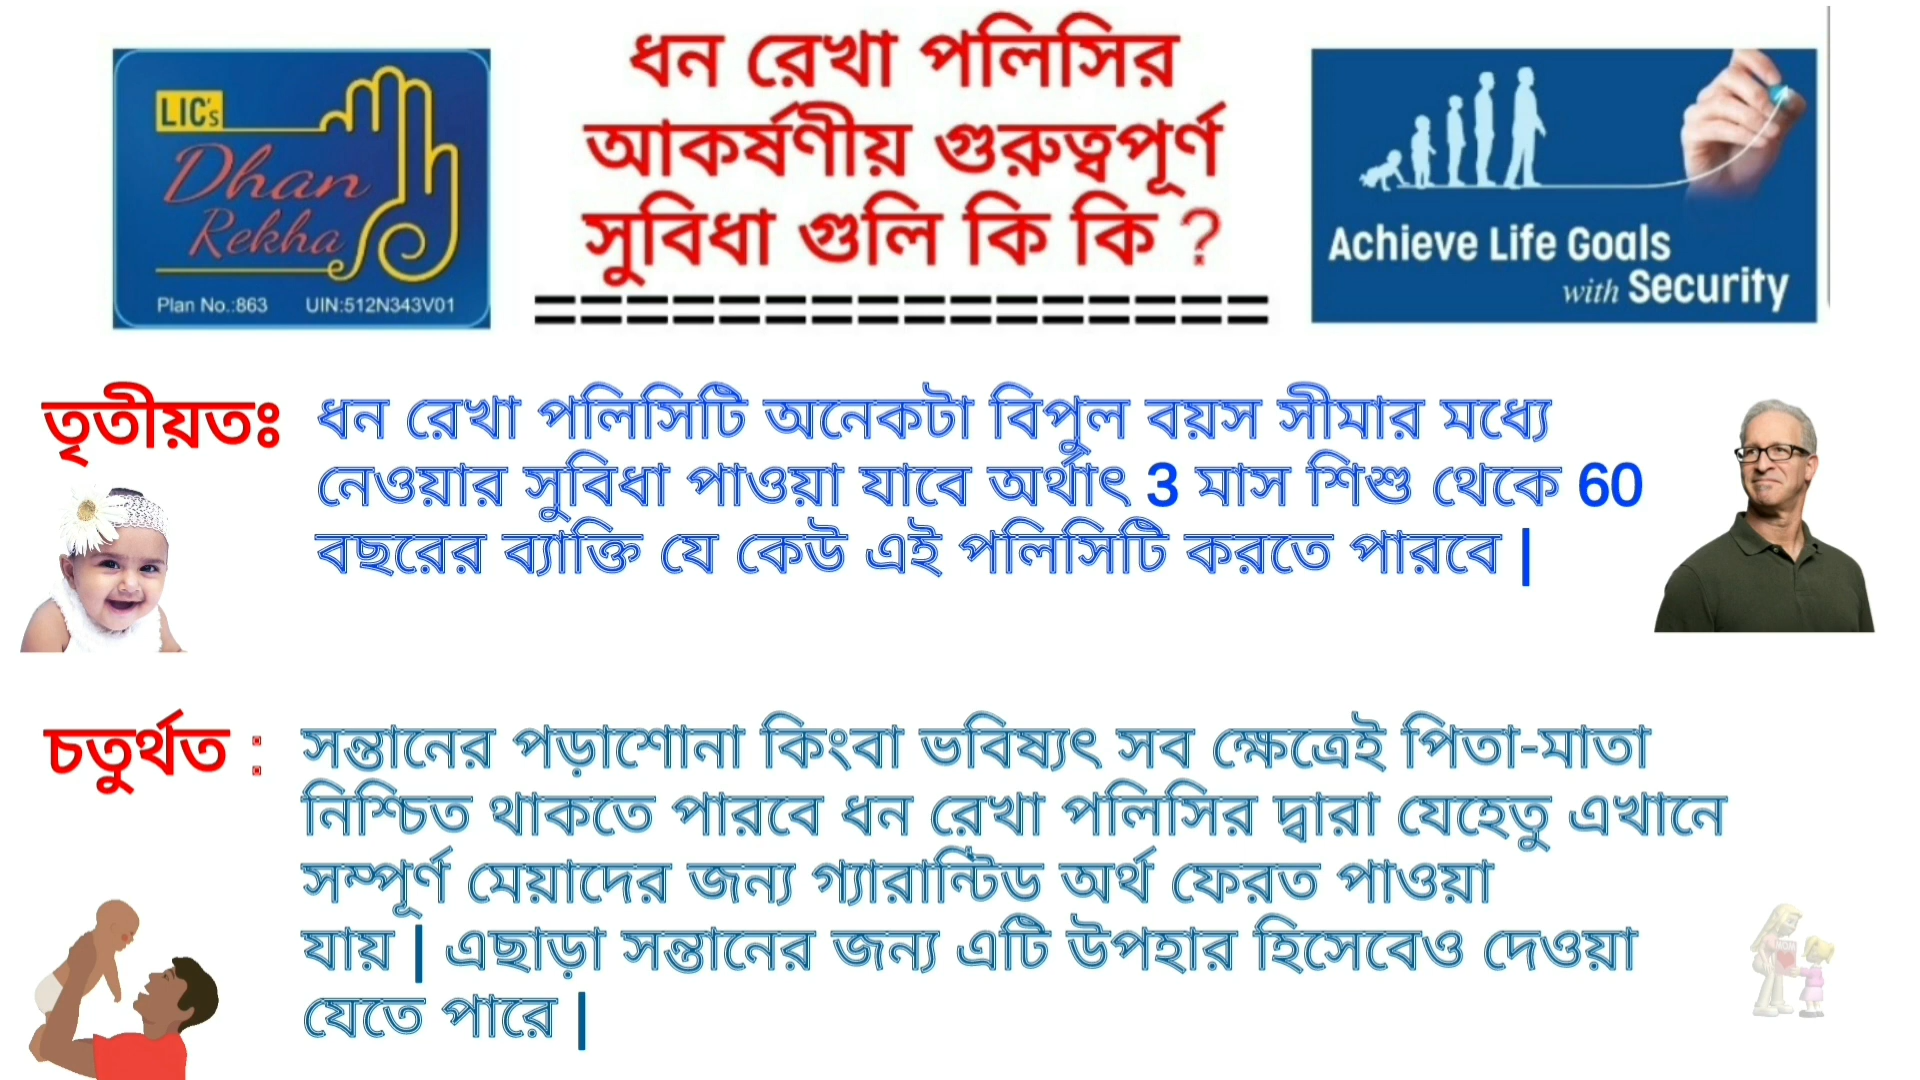 LIC's
Dhan
Rekha
Plan No.:863 UIN:512N343V01
ধন রেখা পলিসির
আকর্ষণীয় গুরুত্বপূর্ণ
সুবিধা গুলি কি কি ?
================
Achieve Life Goals
with Security
তৃতীয়তঃ ধন রেখা পলিসিটি অনেকটা বিপুল বয়স সীমার মধ্যে
নেওয়ার সুবিধা পাওয়া যাবে অর্থাৎ 3 মাস শিশু থেকে 60
বছরের ব্যাক্তি যে কেউ এই পলিসিটি করতে পারবে |
চতুর্থত : সন্তানের পড়াশোনা কিংবা ভবিষ্যৎ সব ক্ষেত্রেই পিতা-মাতা
নিশ্চিত থাকতে পারবে ধন রেখা পলিসির দ্বারা যেহেতু এখানে
সম্পূর্ণ মেয়াদের জন্য গ্যারান্টিড অর্থ ফেরত পাওয়া
যায় | এছাড়া সন্তানের জন্য এটি উপহার হিসেবেও দেওয়া
যেতে পারে |